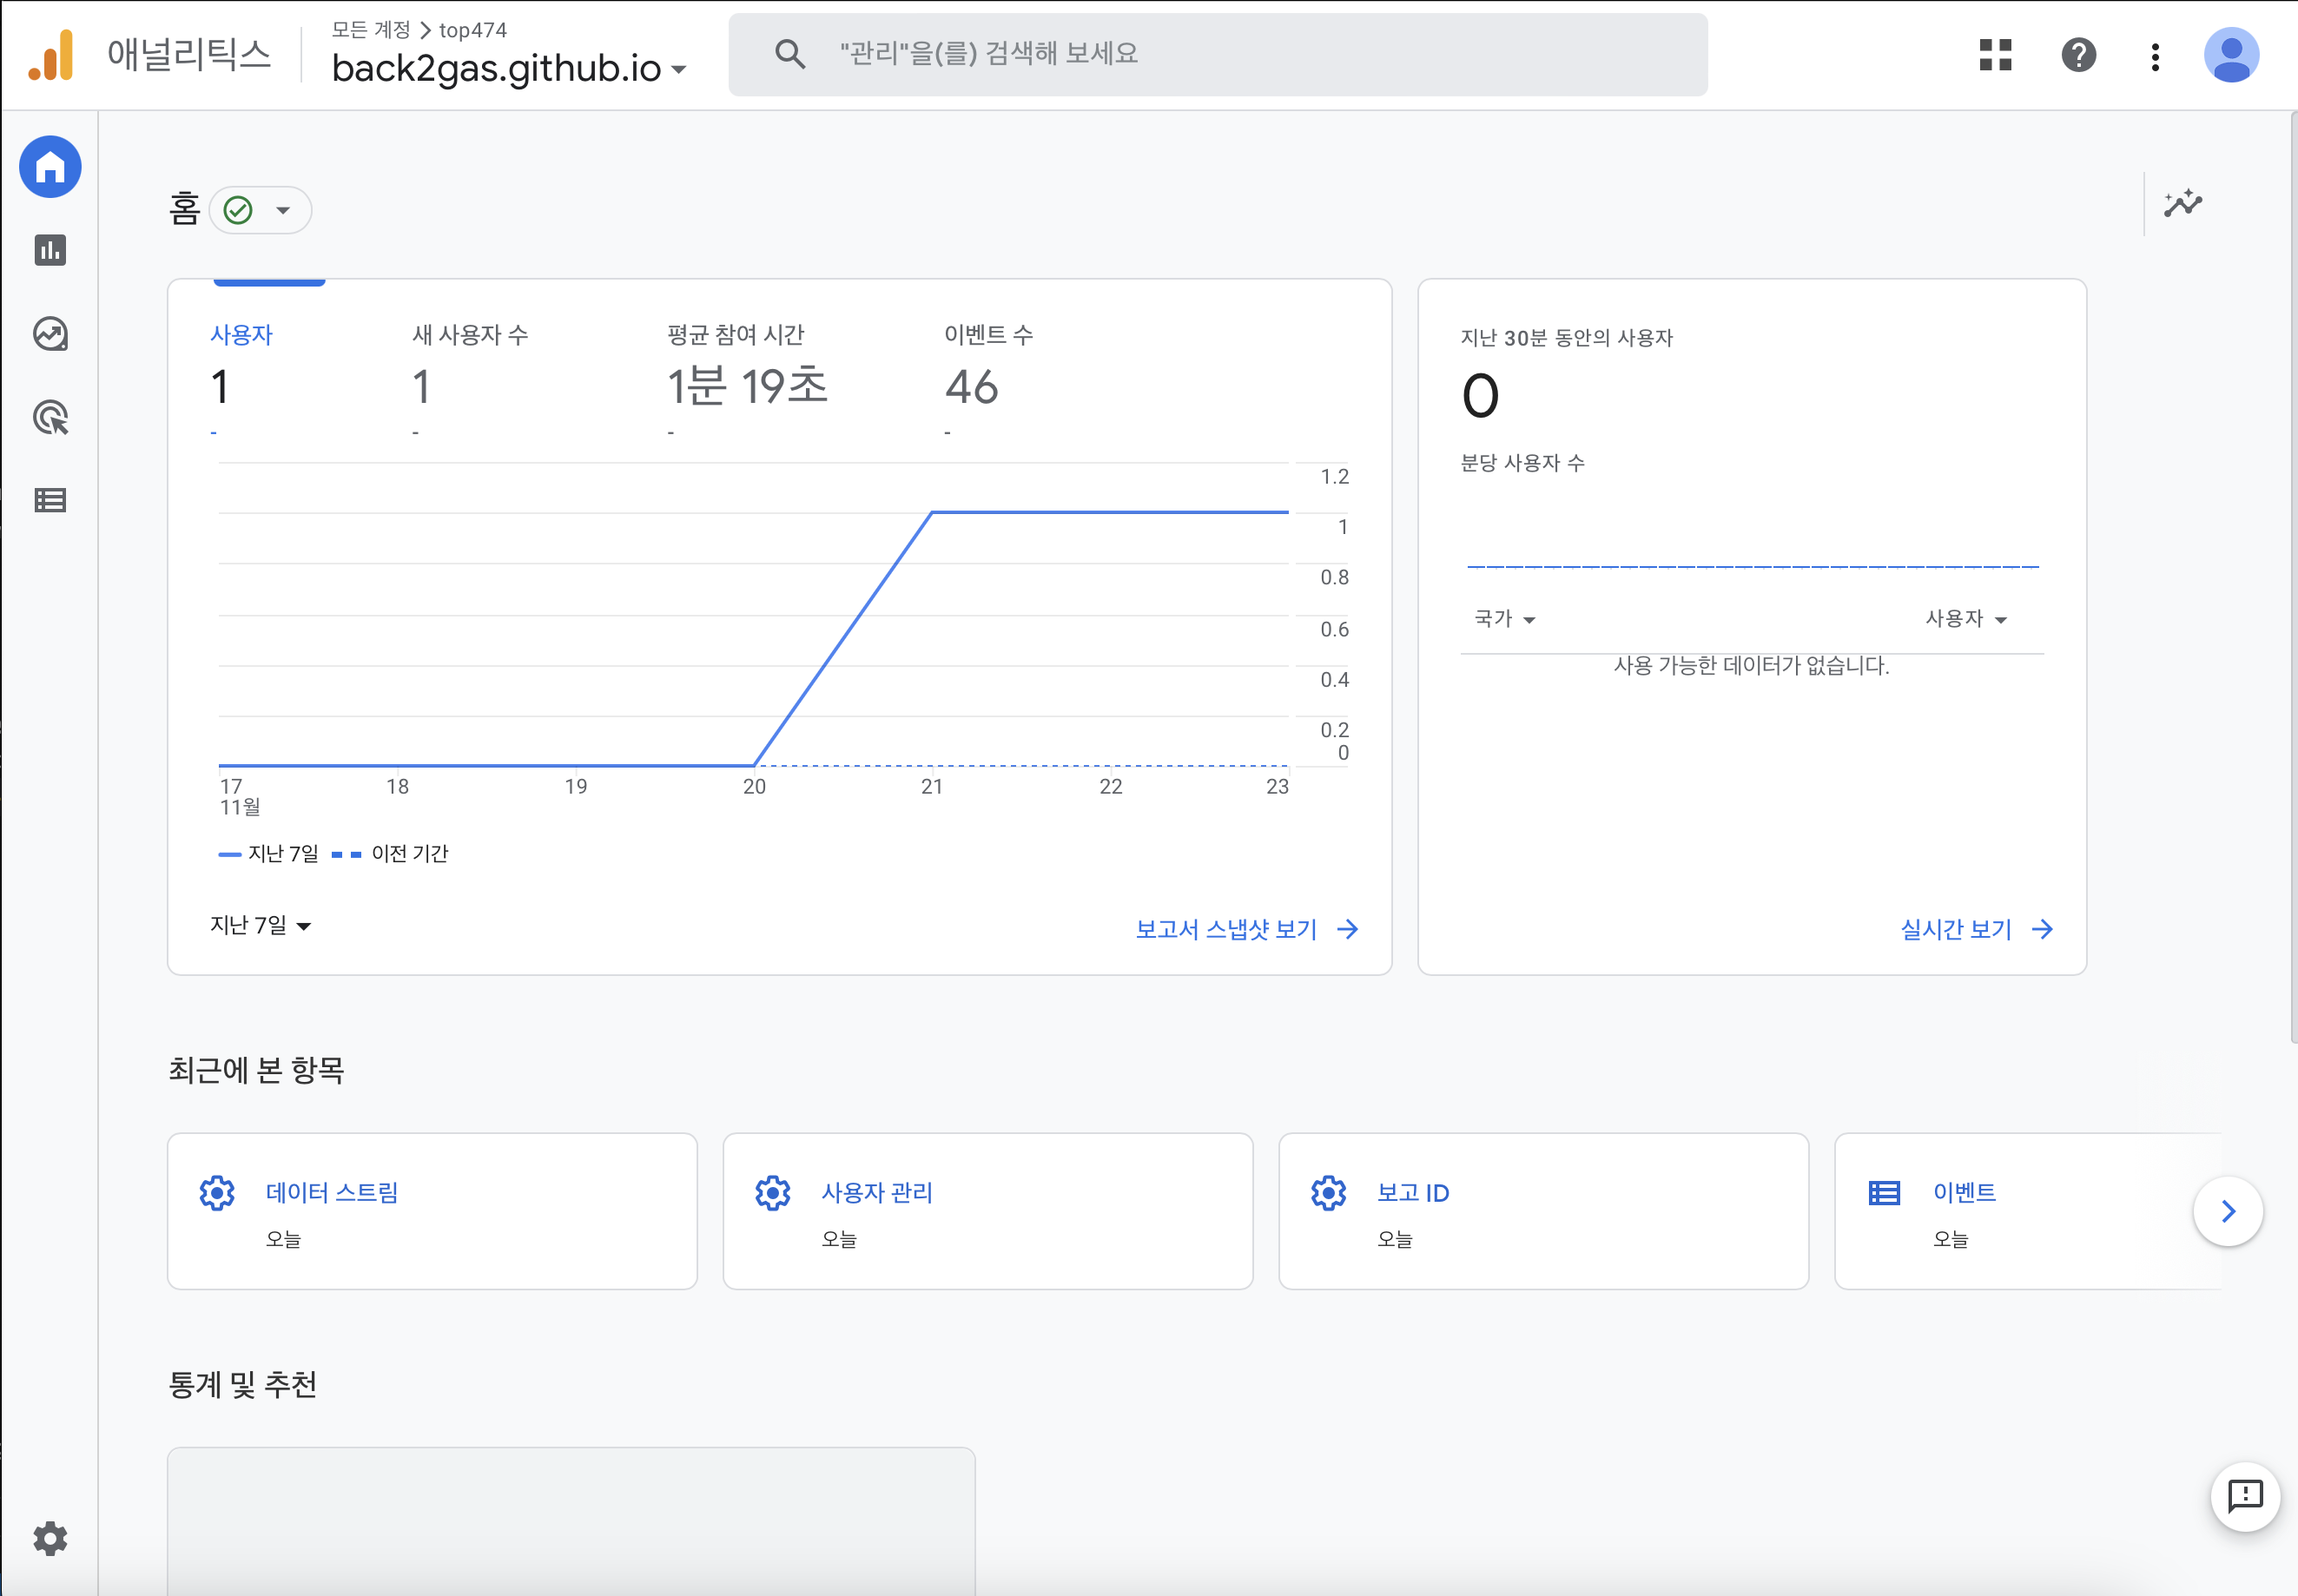 애널리틱스
모든 계정 > top474
back2gas.github.io
"관리"을(를) 검색해 보세요
홈
사용자
1
-
새 사용자 수
1
-
평균 참여 시간
1분 19초
-
이벤트 수
46
-
1.2
1
0.8
0.6
0.4
0.2
0
17 18 19 20 21 22 23
11월
지난 7일 이전 기간
지난 7일
보고서 스냅샷 보기
지난 30분 동안의 사용자
0
분당 사용자 수
국가 사용자
사용 가능한 데이터가 없습니다.
실시간 보기
최근에 본 항목
데이터 스트림
오늘
사용자 관리
오늘
보고 ID
오늘
이벤트
오늘
통계 및 추천